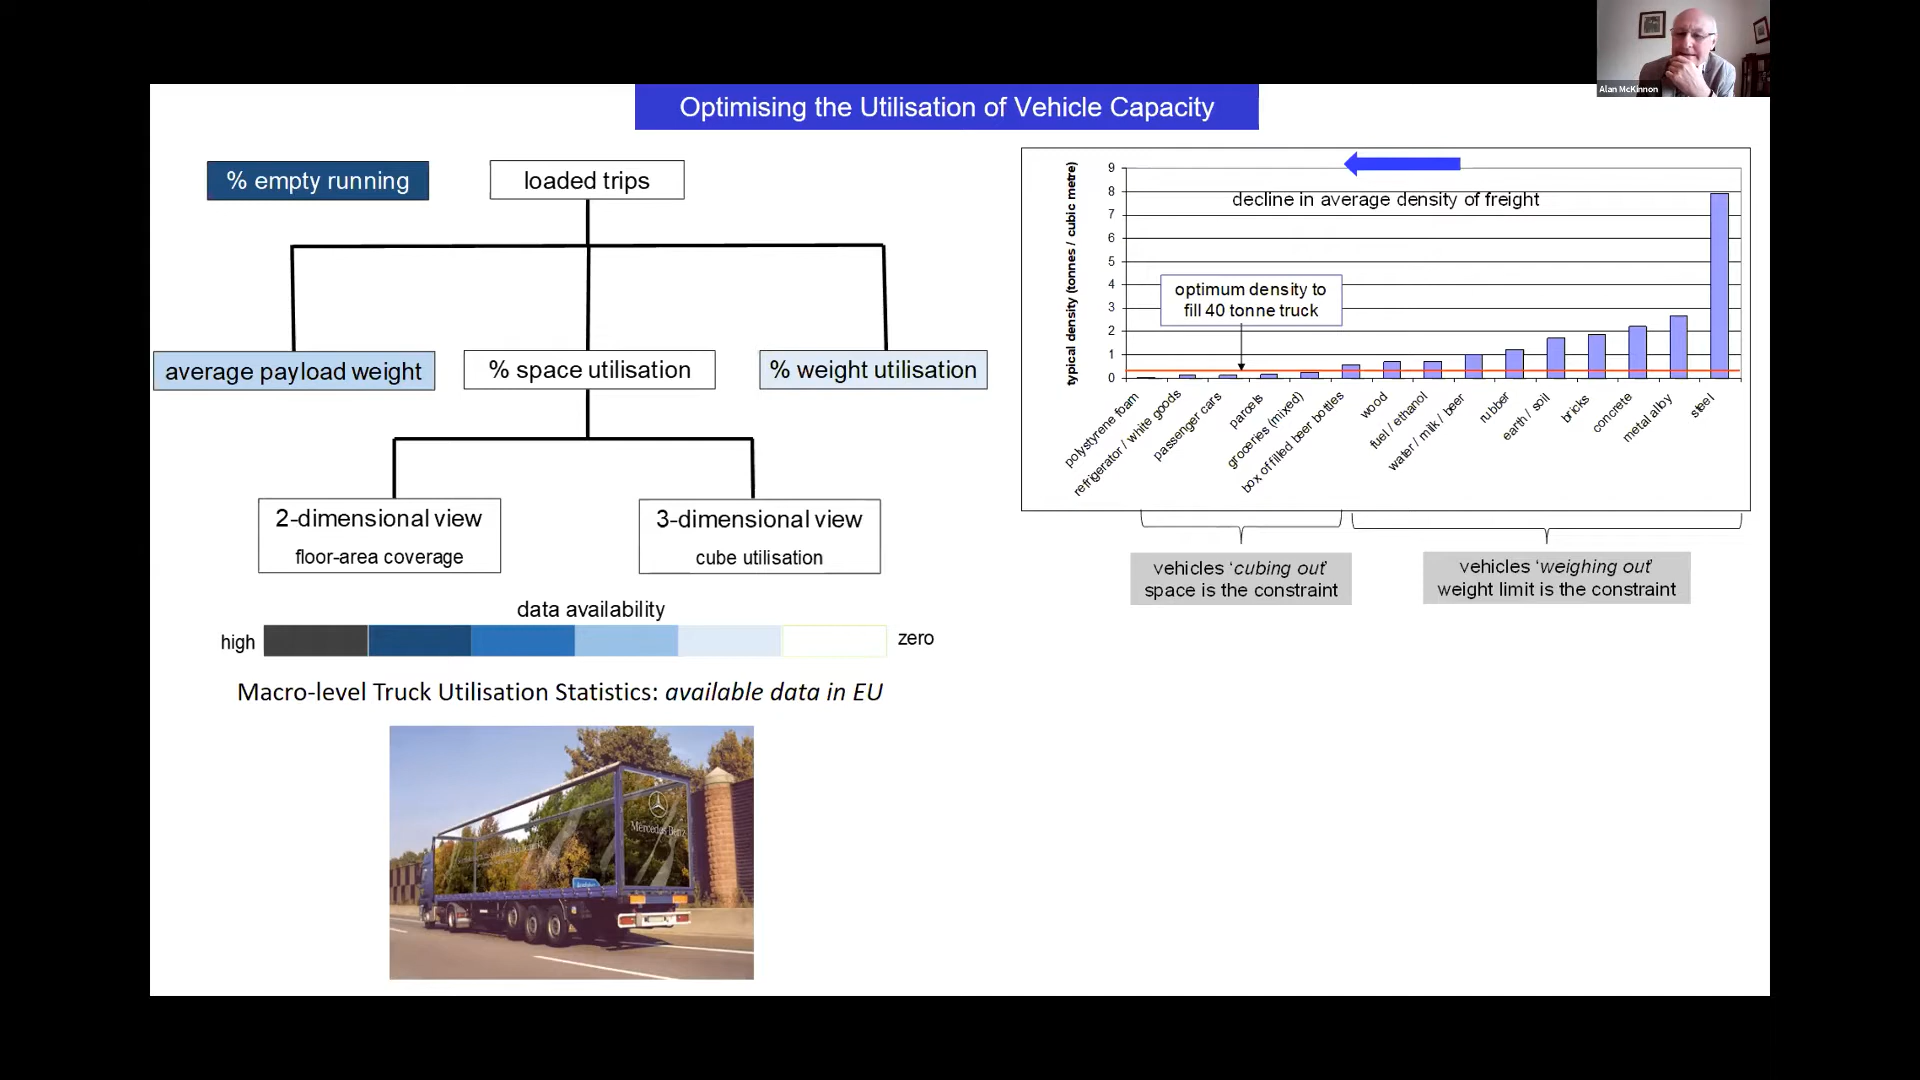 Alan McKinnon
Optimising the Utilisation of Vehicle Capacity
% empty running
loaded trips
average payload weight
% space utilisation
% weight utilisation
2-dimensional view
floor-area coverage
3-dimensional view
cube utilisation
data availability
high
zero
Macro-level Truck Utilisation Statistics: available data in EU
Mercedes Benz
typical density (tonnes / cubic metre)
9
8
7
6
5
4
3
2
1
0
decline in average density of freight
optimum density to
fill 40 tonne truck
polystyrene foam
refrigerator / white goods
passenger cars
parcels
groceries (mixed)
box of filled beer bottles
wood
fuel / ethanol
water / milk / beer
rubber
earth / soil
bricks
concrete
metal alloy
steel
vehicles ‘cubing out’
space is the constraint
vehicles ‘weighing out’
weight limit is the constraint